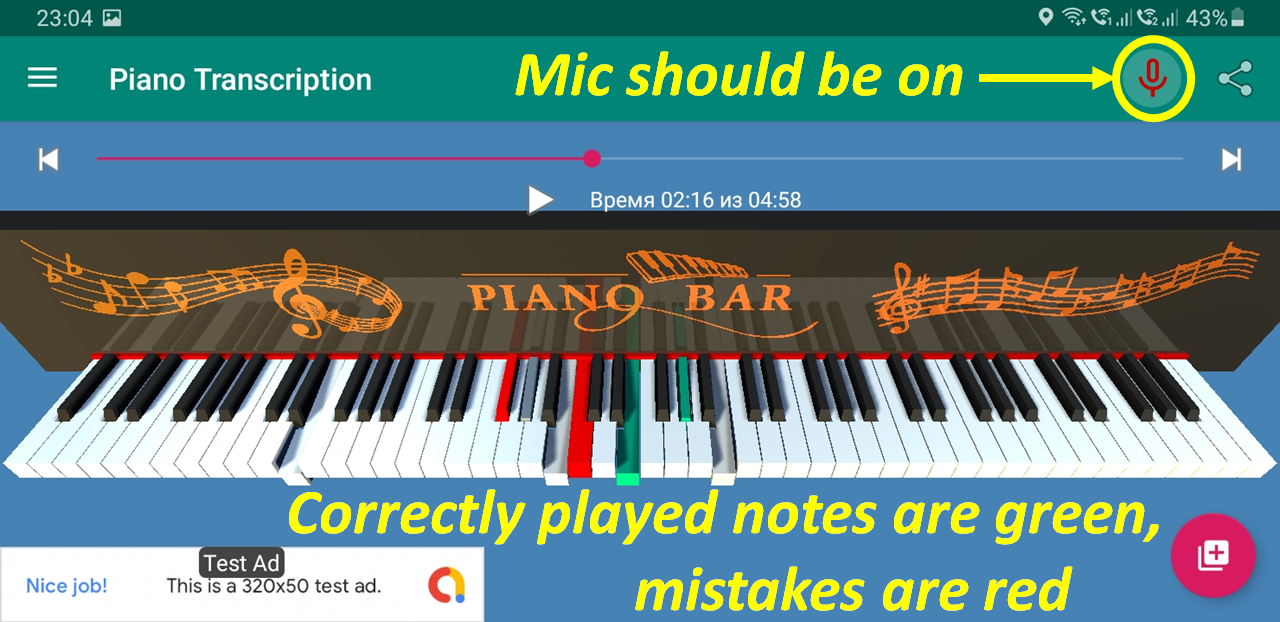 23:04
43%
Piano Transcription
Mic should be on
Время 02:16 из 04:58
PIANO BAR
Correctly played notes are green,
mistakes are red
Test Ad
Nice job!
This is a 320x50 test ad.